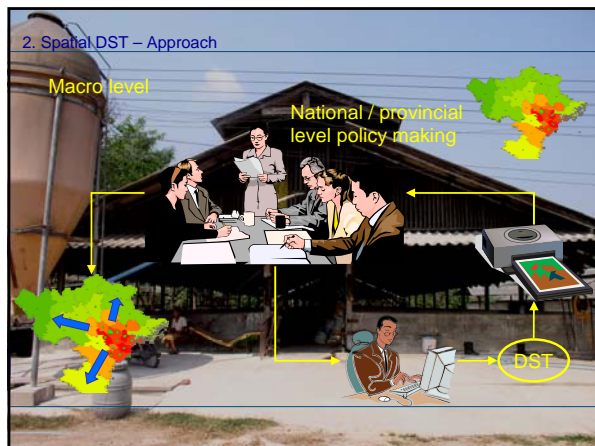 2. Spatial DST – Approach
Macro level
National / provincial
level policy making
DST